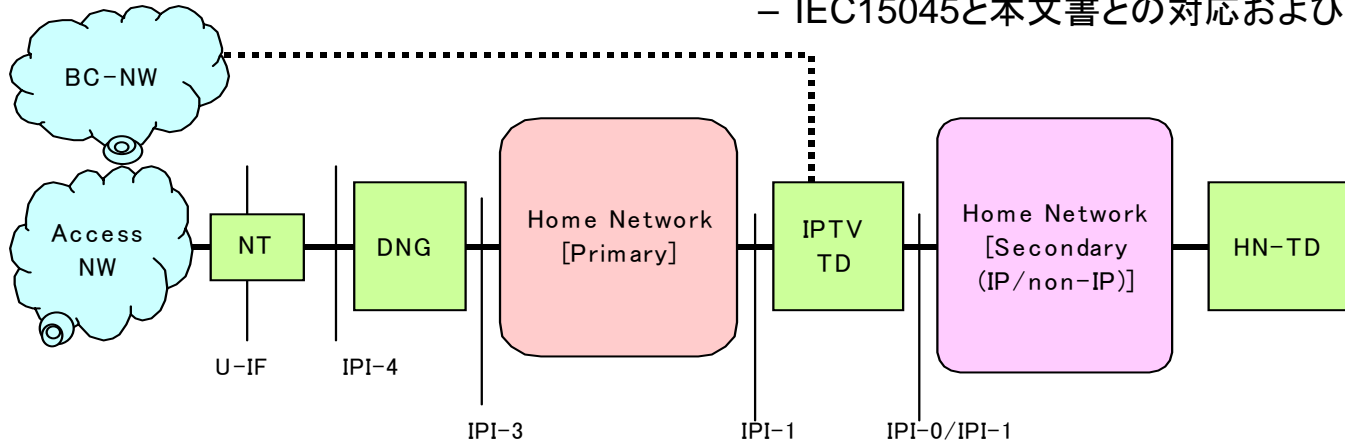 – IEC15045と本文書との対応および
BC-NW
Access
NW
NT
DNG
Home Network
[Primary]
IPTV
TD
Home Network
[Secondary
(IP/non-IP)]
HN-TD
U-IF
IPI-4
IPI-3
IPI-1
IPI-0/IPI-1